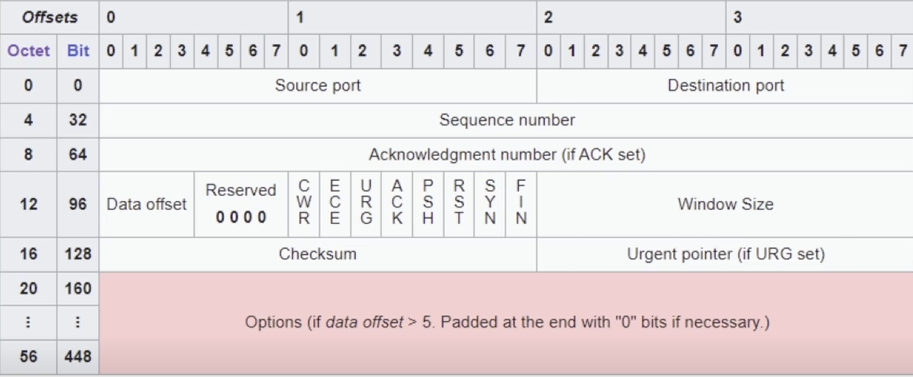 Offsets 0 1 2 3
Octet Bit 0 1 2 3 4 5 6 7 0 1 2 3 4 5 6 7 0 1 2 3 4 5 6 7 0 1 2 3 4 5 6 7
0 0 Source port Destination port
4 32 Sequence number
8 64 Acknowledgment number (if ACK set)
12 96 Data offset Reserved 0 0 0 0 CWR ECE URG ACK PSH RST SYN FIN Window Size
16 128 Checksum Urgent pointer (if URG set)
20 160
⋮ ⋮ Options (if data offset > 5. Padded at the end with "0" bits if necessary.)
56 448